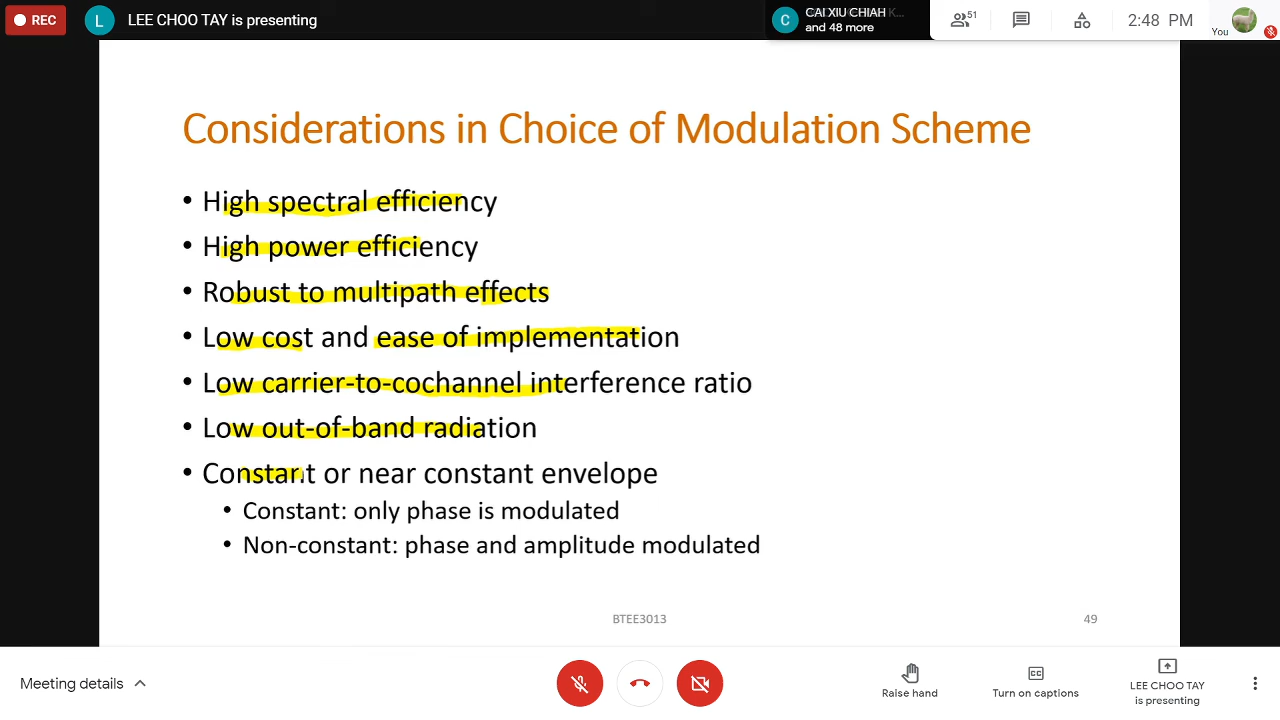 REC
L
LEE CHOO TAY is presenting
C
CAI XIU CHIAH
and 48 more
51
2:48 PM
You
Considerations in Choice of Modulation Scheme
• High spectral efficiency
• High power efficiency
• Robust to multipath effects
• Low cost and ease of implementation
• Low carrier-to-cochannel interference ratio
• Low out-of-band radiation
• Constant or near constant envelope
• Constant: only phase is modulated
• Non-constant: phase and amplitude modulated
BTEE3013
49
Meeting details
Raise hand
CC
Turn on captions
LEE CHOO TAY
is presenting